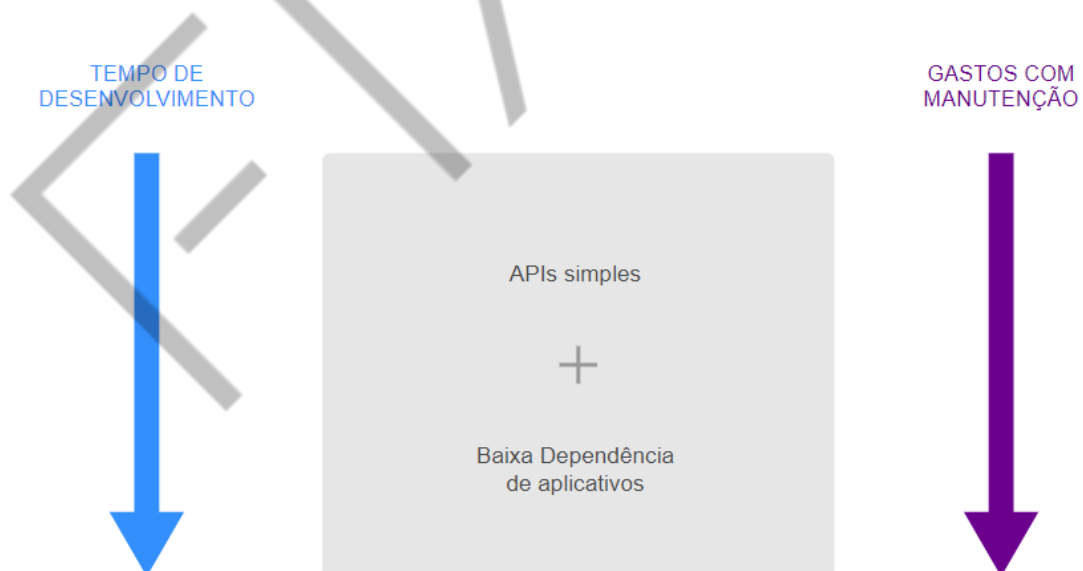 TEMPO DE
DESENVOLVIMENTO
GASTOS COM
MANUTENÇÃO
APIs simples
+
Baixa Dependência
de aplicativos